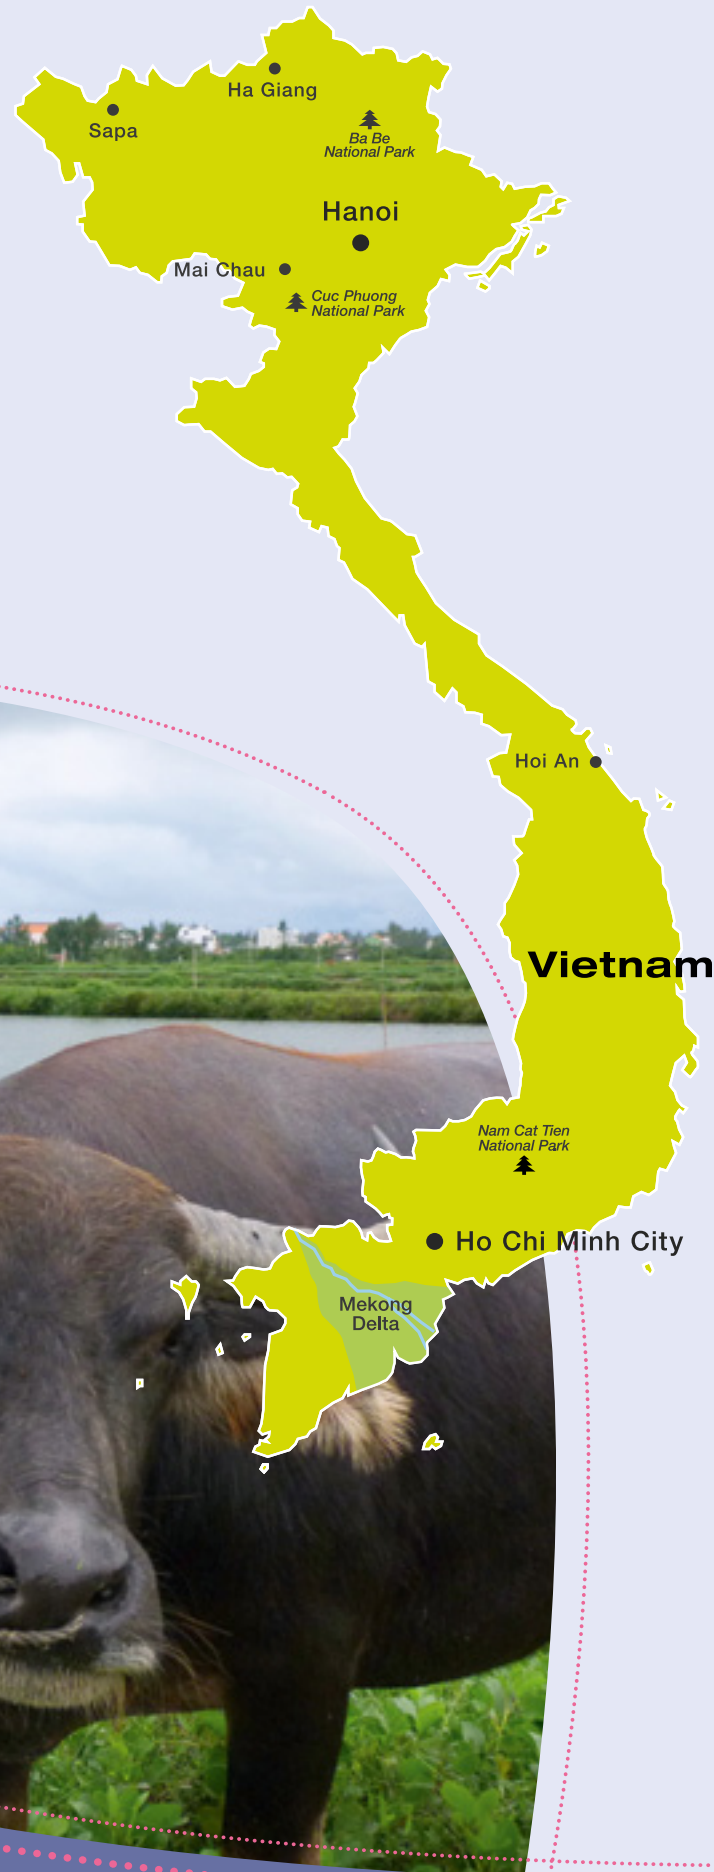 Ha Giang
Sapa
Ba Be
National Park
Hanoi
Mai Chau
Cuc Phuong
National Park
Hoi An
Vietnam
Nam Cat Tien
National Park
Ho Chi Minh City
Mekong
Delta